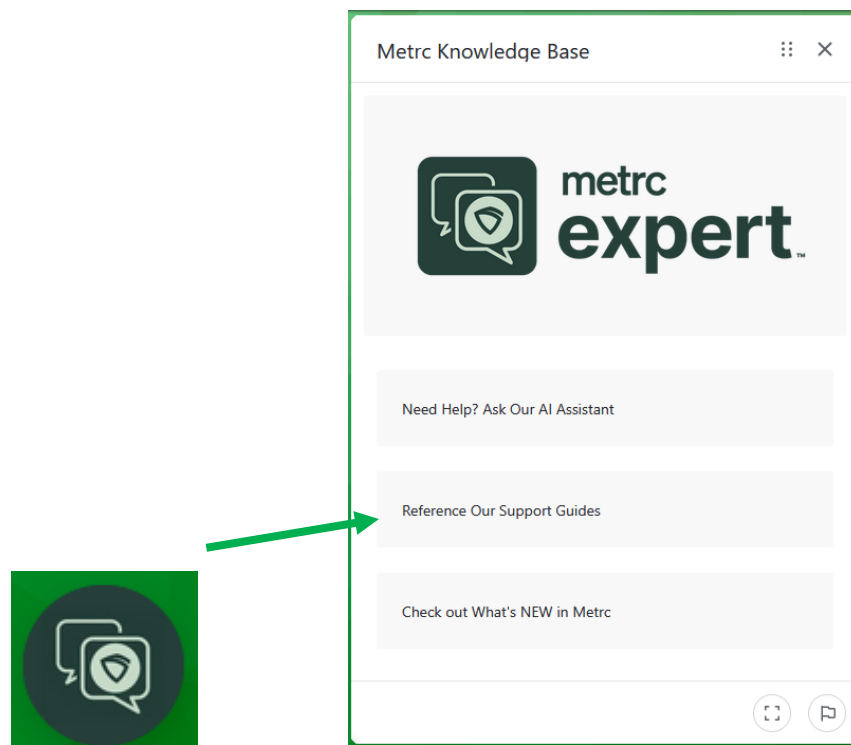 Metrc Knowledge Base
metrc
expert™
Need Help? Ask Our AI Assistant
Reference Our Support Guides
Check out What's NEW in Metrc